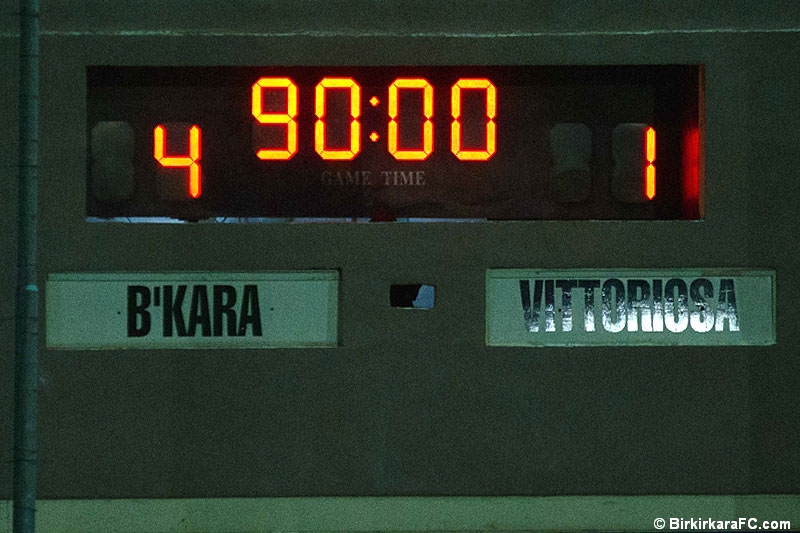 90:00
4 1
GAME TIME
B'KARA VITTORIOSA
© BirkirkaraFC.com